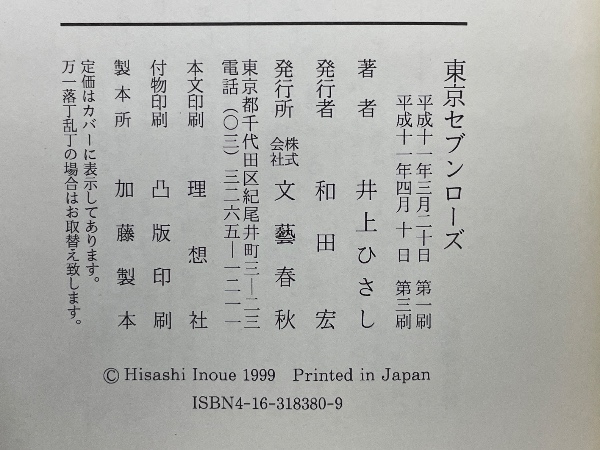 東京セブンローズ
平成十一年三月二十日 第一刷
平成十一年四月十日 第三刷
著者 井上ひさし
発行者 和田宏
発行所 株式会社 文藝春秋
東京都千代田区紀尾井町三―二三
電話（〇三）三二六五―一二一一
本文印刷 理想社
付物印刷 凸版印刷
製本所 加藤製本
定価はカバーに表示してあります。
万一落丁乱丁の場合はお取替え致します。
© Hisashi Inoue 1999 Printed in Japan
ISBN4-16-318380-9